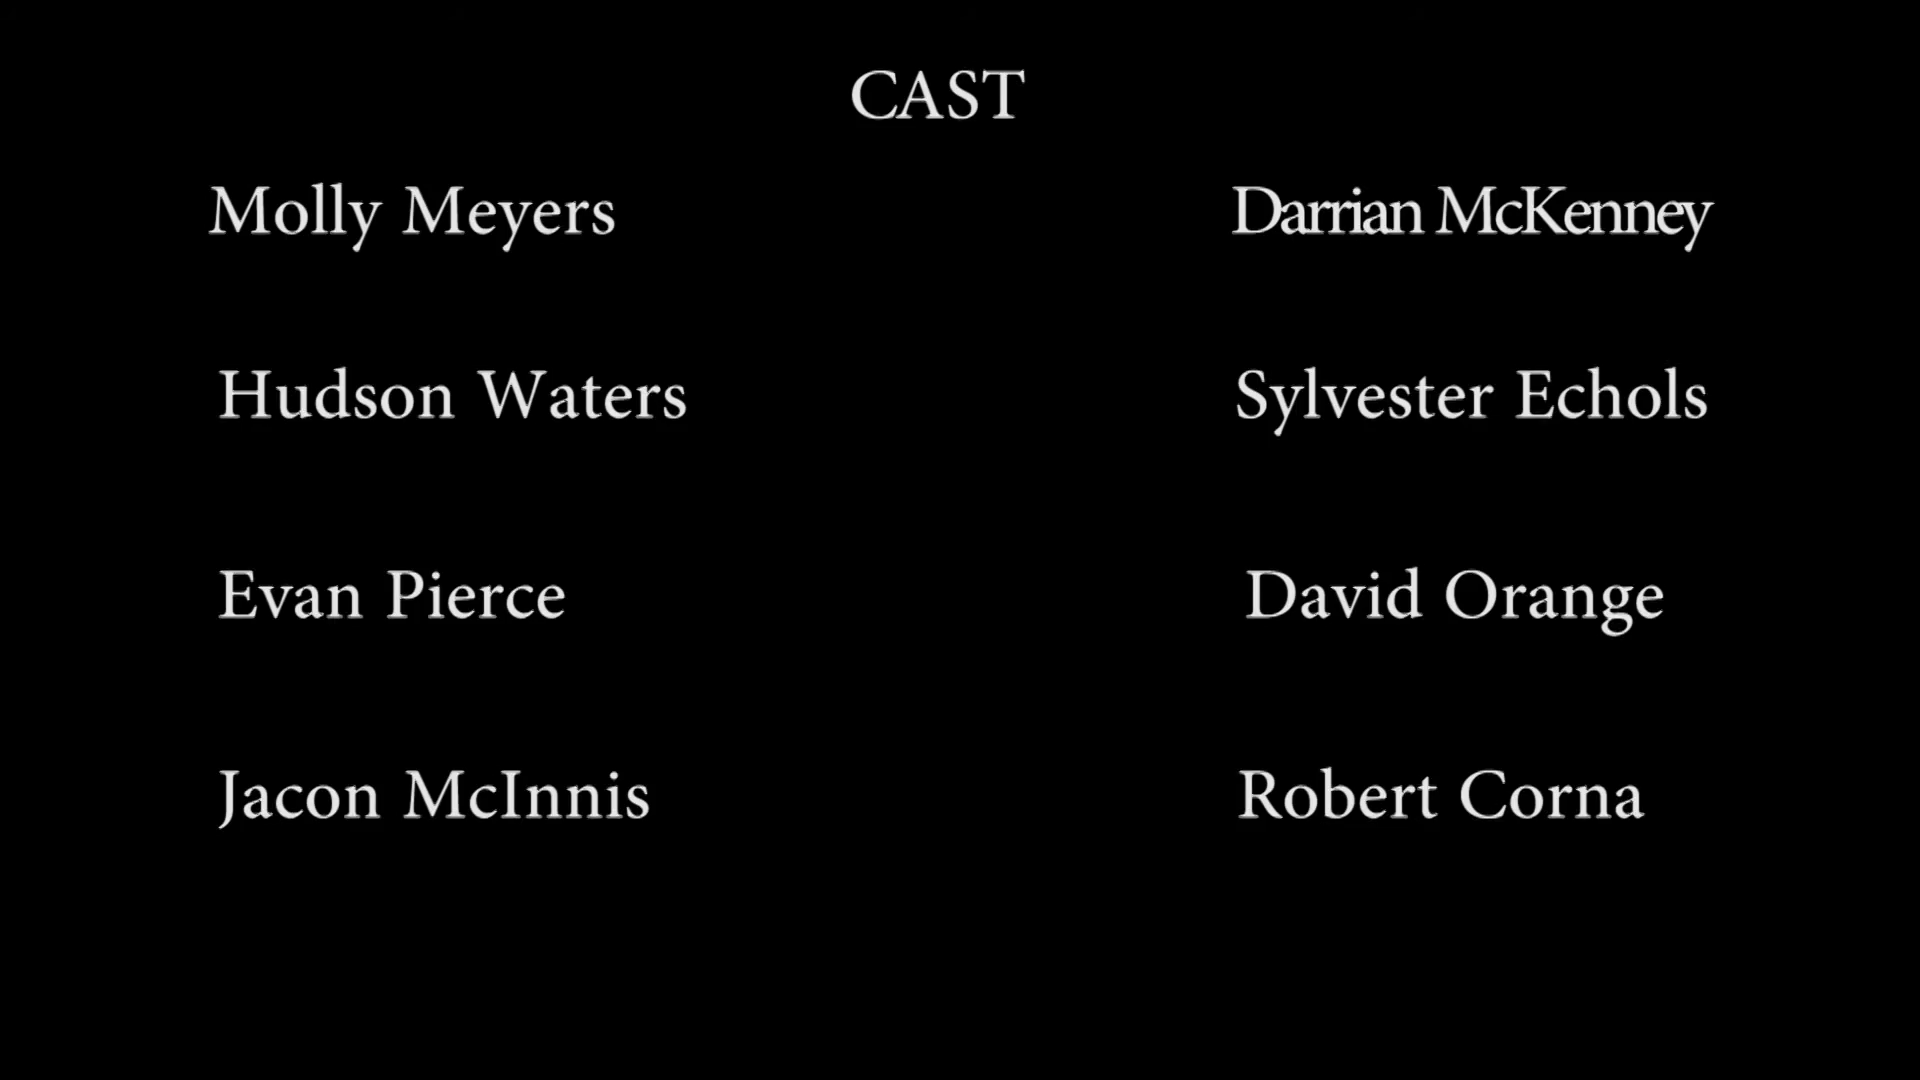 CAST
Molly Meyers
Darrian McKenney
Hudson Waters
Sylvester Echols
Evan Pierce
David Orange
Jacon McInnis
Robert Corna